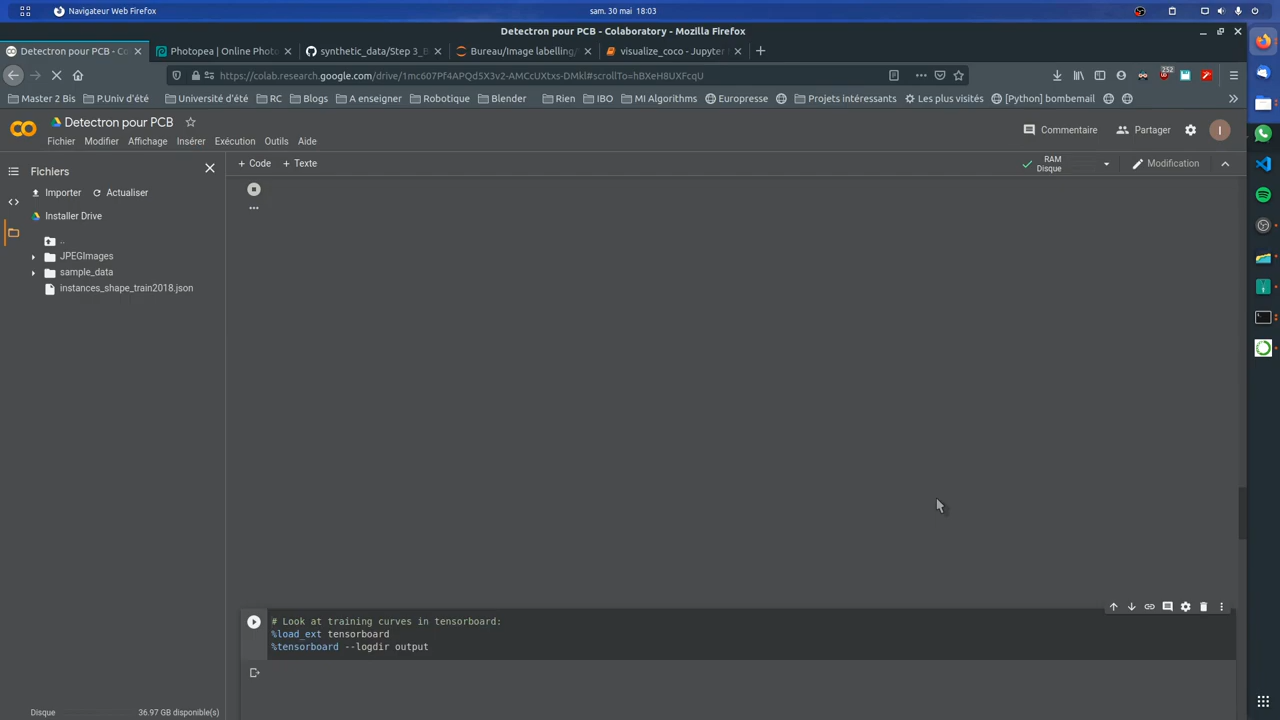 Navigateur Web Firefox
sam. 30 mai 18:03
Detectron pour PCB - Colaboratory - Mozilla Firefox
Detectron pour PCB - Co
Photopea | Online Photo
synthetic_data/Step 3_B
Bureau/Image labelling/
visualize_coco - Jupyter
https://colab.research.google.com/drive/1mc607PF4APQd5X3v2-AMCcUXtxs-DMkl#scrollTo=hBXeH8UXFcqU
252
Master 2 Bis
P.Univ d'été
Université d'été
RC
Blogs
A enseigner
Robotique
Blender
Rien
IBO
MI Algorithms
Europresse
Projets intéressants
Les plus visités
[Python] bombemail
Detectron pour PCB
Fichier Modifier Affichage Insérer Exécution Outils Aide
Commentaire
Partager
I
Fichiers
+ Code + Texte
RAM
Disque
Modification
Importer
Actualiser
Installer Drive
..
JPEGImages
sample_data
instances_shape_train2018.json
# Look at training curves in tensorboard:
%load_ext tensorboard
%tensorboard --logdir output
Disque
36.97 GB disponible(s)